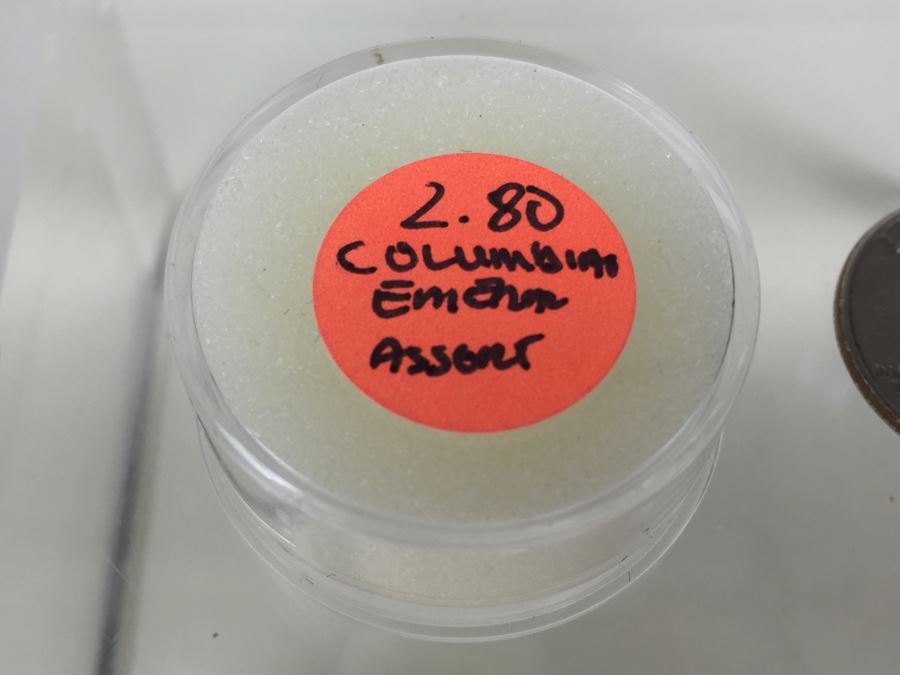 2.80
COLUMBIAN
EMERALD
ASSORT